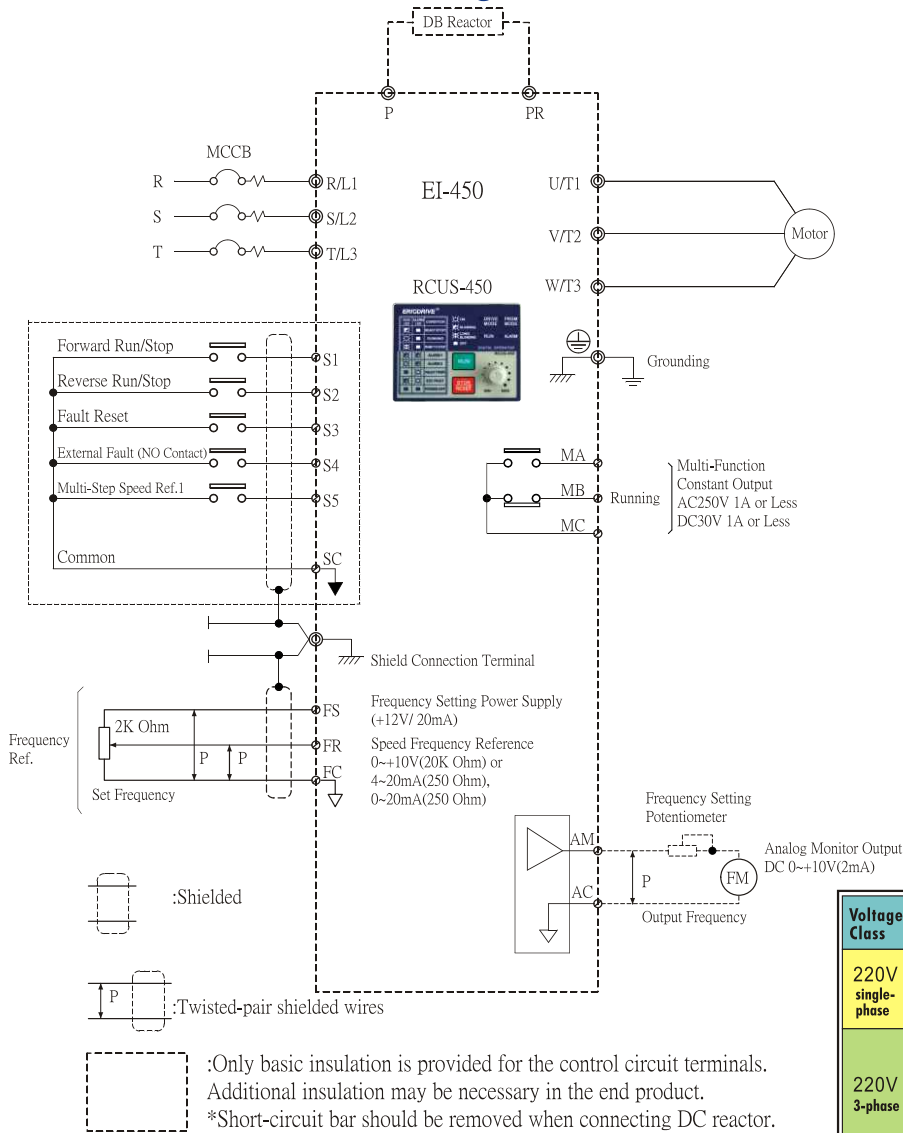 DB Reactor
P
PR
MCCB
R
R/L1
S
S/L2
T
T/L3
EI-450
U/T1
V/T2
W/T3
Motor
RCUS-450
Grounding
Forward Run/Stop
S1
Reverse Run/Stop
S2
Fault Reset
S3
External Fault (NO Contact)
S4
Multi-Step Speed Ref.1
S5
Common
SC
MA
MB
MC
Running
Multi-Function
Constant Output
AC250V 1A or Less
DC30V 1A or Less
Shield Connection Terminal
Frequency
Ref.
2K Ohm
P
P
Set Frequency
FS
FR
FC
Frequency Setting Power Supply
(+12V/ 20mA)
Speed Frequency Reference
0~+10V(20K Ohm) or
4~20mA(250 Ohm),
0~20mA(250 Ohm)
Frequency Setting
Potentiometer
AM
AC
P
FM
Analog Monitor Output
DC 0~+10V(2mA)
Output Frequency
:Shielded
P
:Twisted-pair shielded wires
:Only basic insulation is provided for the control circuit terminals.
Additional insulation may be necessary in the end product.
*Short-circuit bar should be removed when connecting DC reactor.
Voltage
Class
220V
single-
phase
220V
3-phase